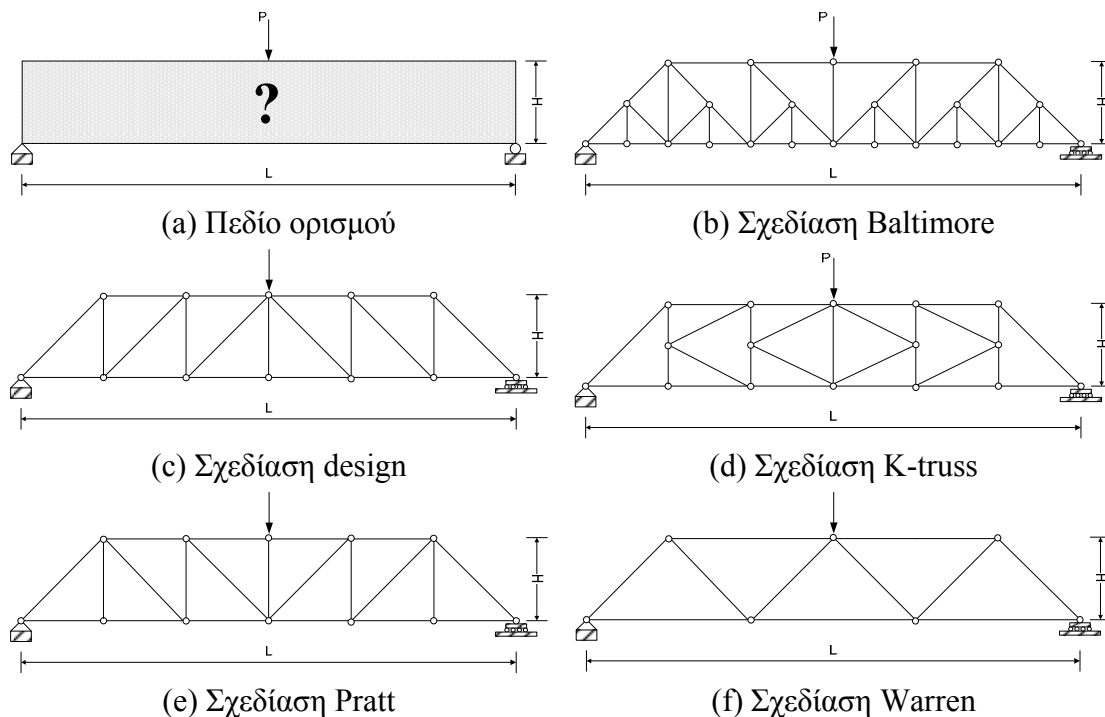 P
?
H
L
(a) Πεδίο ορισμού
P
H
L
(b) Σχεδίαση Baltimore
H
L
(c) Σχεδίαση design
P
H
L
(d) Σχεδίαση K-truss
H
L
(e) Σχεδίαση Pratt
H
L
(f) Σχεδίαση Warren